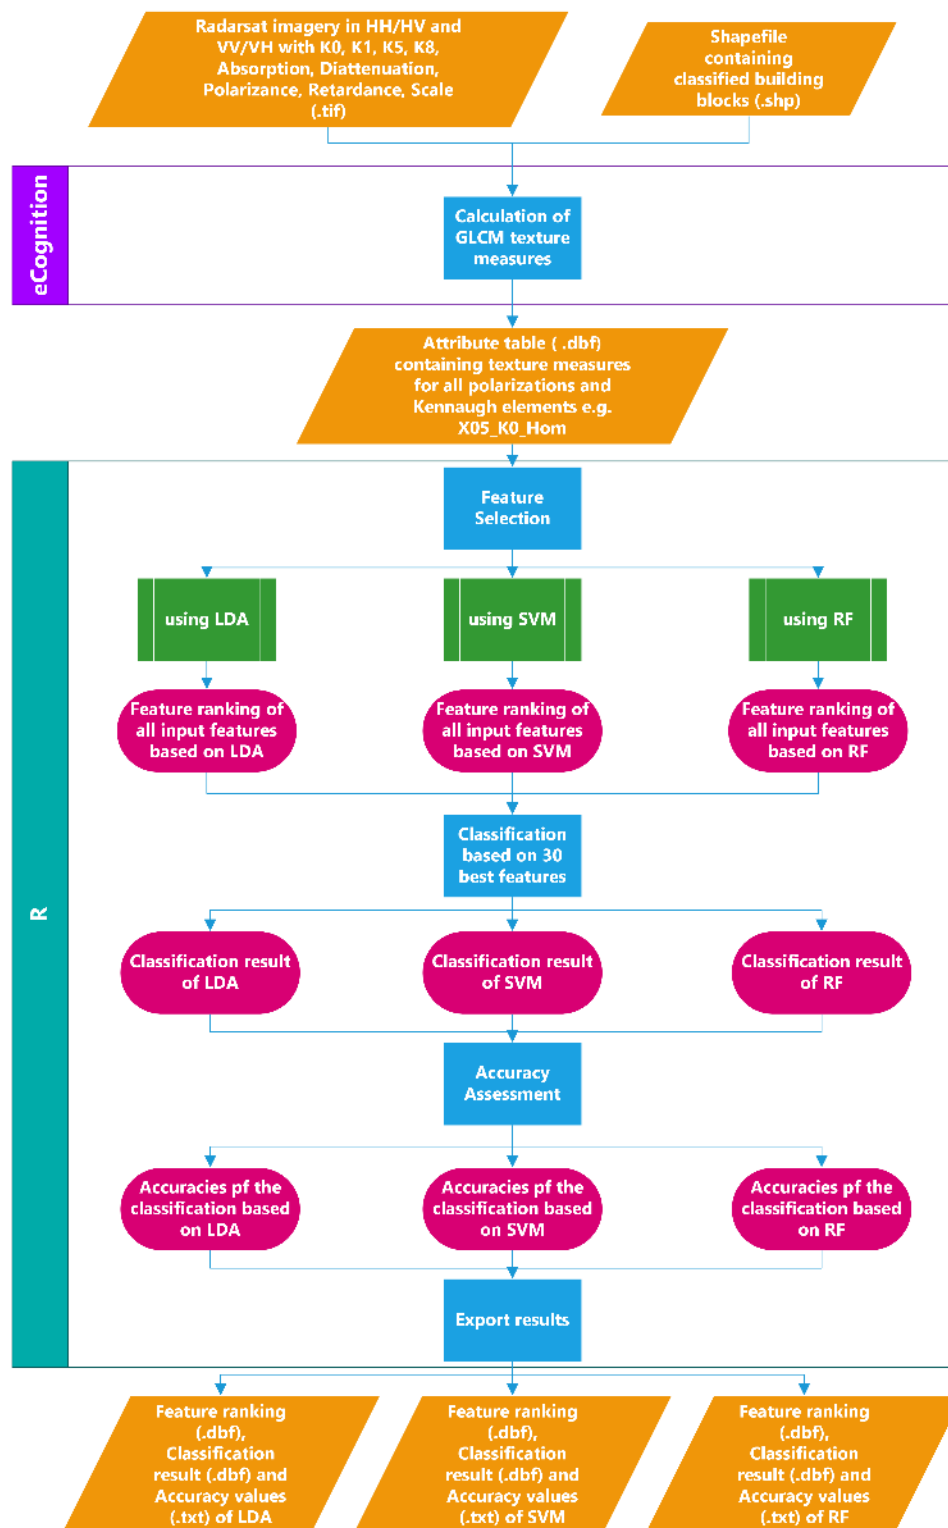 Radarsat imagery in HH/HV and
VV/VH with K0, K1, K5, K8,
Absorption, Diattenuation,
Polarizance, Retardance, Scale
(.tif)
Shapefile
containing
classified building
blocks (.shp)
eCognition
Calculation of
GLCM texture
measures
Attribute table ( .dbf)
containing texture measures
for all polarizations and
Kennaugh elements e.g.
X05_K0_Hom
R
Feature
Selection
using LDA
using SVM
using RF
Feature ranking of
all input features
based on LDA
Feature ranking of
all input features
based on SVM
Feature ranking of
all input features
based on RF
Classification
based on 30
best features
Classification result
of LDA
Classification result
of SVM
Classification result
of RF
Accuracy
Assessment
Accuracies pf the
classification based
on LDA
Accuracies pf the
classification based
on SVM
Accuracies pf the
classification based
on RF
Export results
Feature ranking
(.dbf),
Classification
result (.dbf) and
Accuracy values
(.txt) of LDA
Feature ranking
(.dbf),
Classification
result (.dbf) and
Accuracy values
(.txt) of SVM
Feature ranking
(.dbf),
Classification
result (.dbf) and
Accuracy values
(.txt) of RF